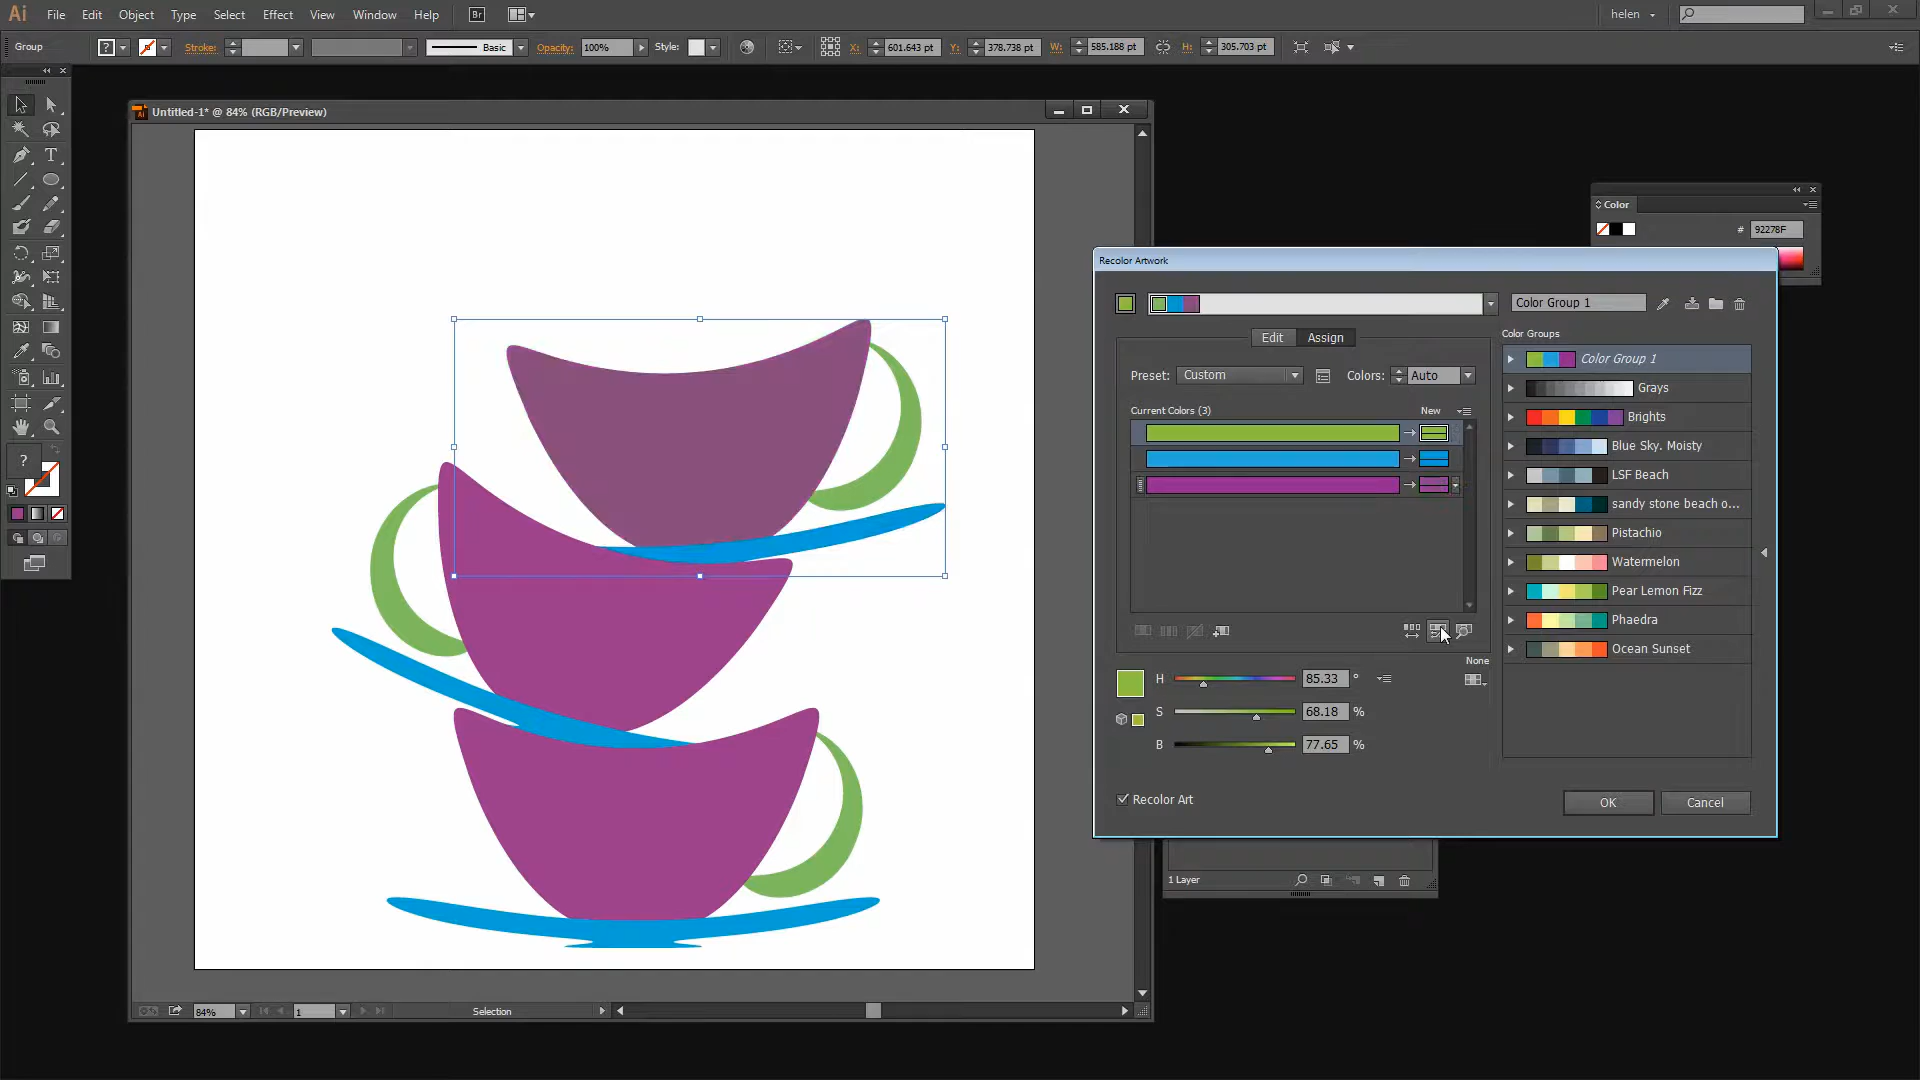 Ai File Edit Object Type Select Effect View Window Help Br helen
Group ? Stroke: Basic Opacity: 100% Style: X: 601.643 pt Y: 378.738 pt W: 585.188 pt H: 305.703 pt
Untitled-1* @ 84% (RGB/Preview)
T
?
Color
# 92278F
Recolor Artwork
Color Group 1
Color Groups
Edit Assign
Color Group 1
Preset: Custom Colors: Auto
Grays
Current Colors (3) New
Brights
Blue Sky. Moisty
LSF Beach
sandy stone beach o...
Pistachio
Watermelon
Pear Lemon Fizz
Phaedra
Ocean Sunset
None
H 85.33 °
S 68.18 %
B 77.65 %
Recolor Art
OK Cancel
1 Layer
84% 1 Selection